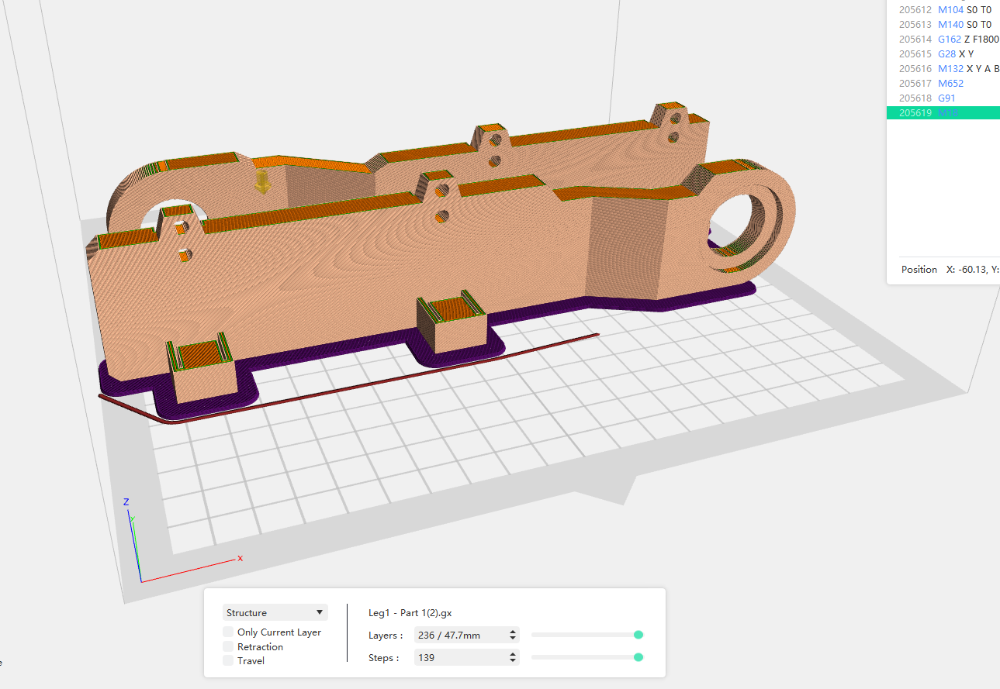 205612 M104 S0 T0
205613 M140 S0 T0
205614 G162 Z F1800
205615 G28 X Y
205616 M132 X Y A B
205617 M652
205618 G91
205619 M18
Position X: -60.13, Y:
Z
Y
X
Structure
Only Current Layer
Retraction
Travel
Leg1 - Part 1(2).gx
Layers : 236 / 47.7mm
Steps : 139
e